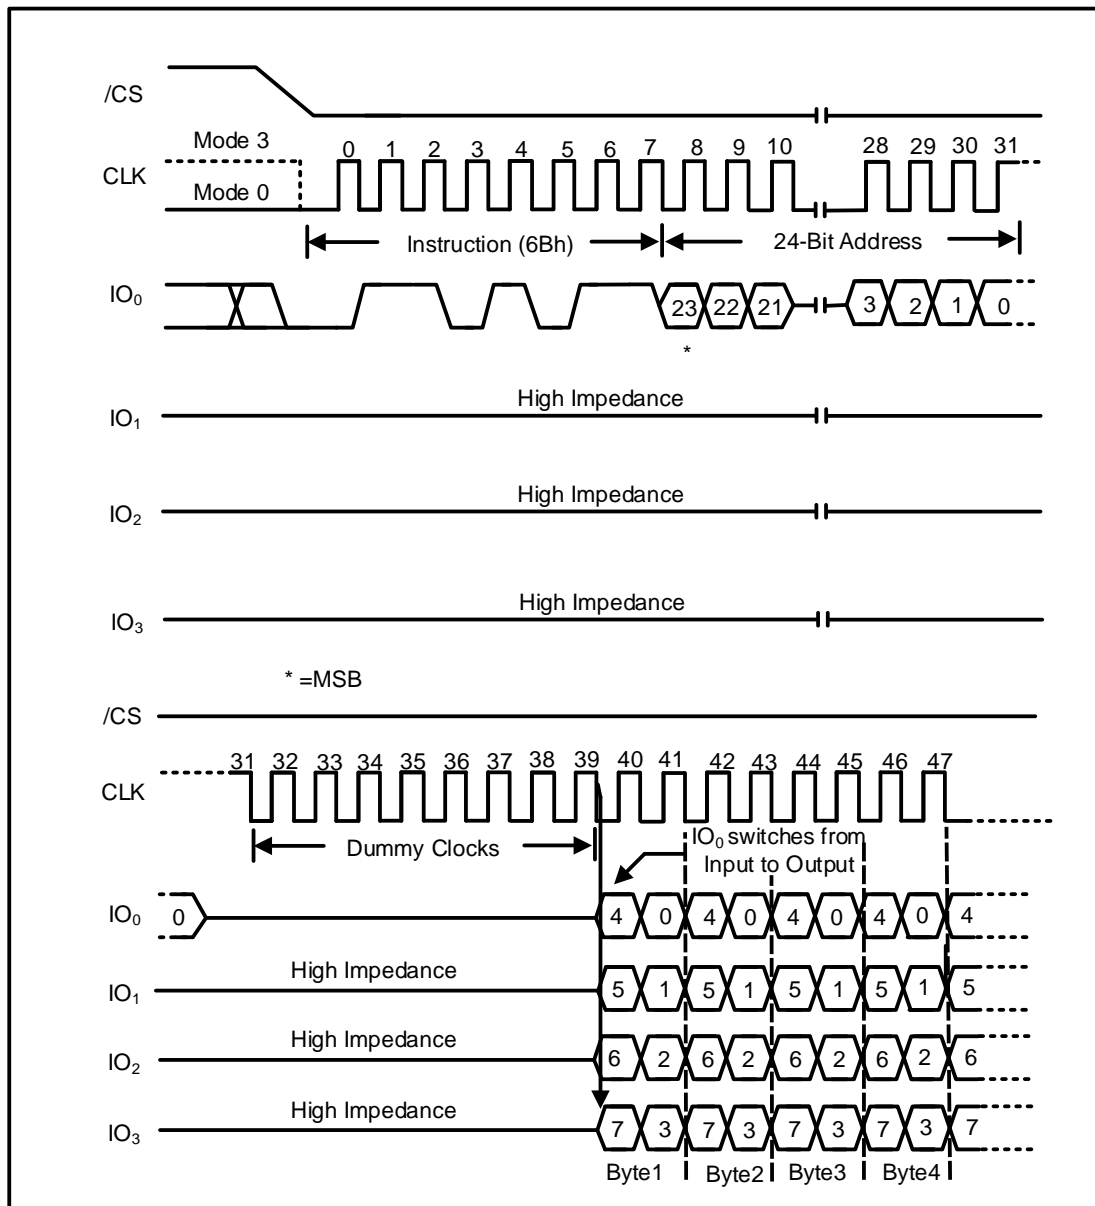 /CS
Mode 3
CLK
Mode 0
0 1 2 3 4 5 6 7 8 9 10 28 29 30 31
Instruction (6Bh) 24-Bit Address
IO0 23 22 21 3 2 1 0
*
High Impedance
IO1
High Impedance
IO2
High Impedance
IO3
* =MSB
/CS
31 32 33 34 35 36 37 38 39 40 41 42 43 44 45 46 47
CLK
Dummy Clocks
IO0 switches from
Input to Output
IO0 0 4 0 4 0 4 0 4 0 4
High Impedance
IO1 5 1 5 1 5 1 5 1 5
High Impedance
IO2 6 2 6 2 6 2 6 2 6
High Impedance
IO3 7 3 7 3 7 3 7 3 7
Byte1 Byte2 Byte3 Byte4